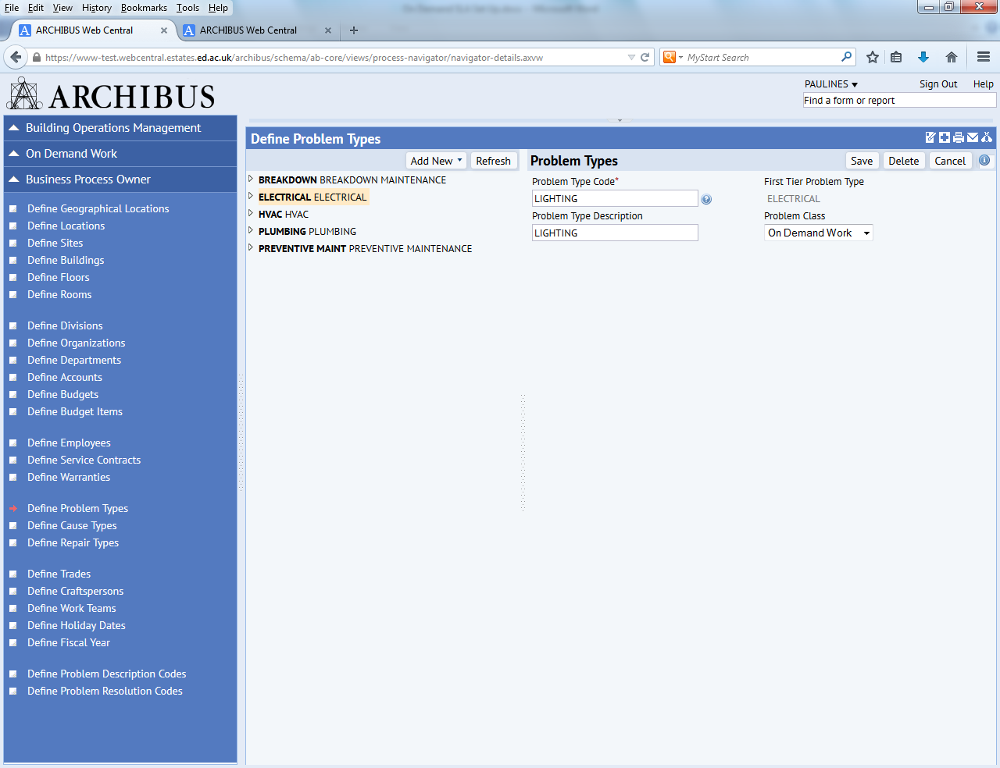 File Edit View History Bookmarks Tools Help
ARCHIBUS Web Central
ARCHIBUS Web Central
https://www-test.webcentral.estates.ed.ac.uk/archibus/schema/ab-core/views/process-navigator/navigator-details.axvw
MyStart Search
ARCHIBUS
PAULINES Sign Out Help
Find a form or report
Building Operations Management
On Demand Work
Business Process Owner
Define Geographical Locations
Define Locations
Define Sites
Define Buildings
Define Floors
Define Rooms
Define Divisions
Define Organizations
Define Departments
Define Accounts
Define Budgets
Define Budget Items
Define Employees
Define Service Contracts
Define Warranties
Define Problem Types
Define Cause Types
Define Repair Types
Define Trades
Define Craftspersons
Define Work Teams
Define Holiday Dates
Define Fiscal Year
Define Problem Description Codes
Define Problem Resolution Codes
Define Problem Types
Add New Refresh
BREAKDOWN BREAKDOWN MAINTENANCE
ELECTRICAL ELECTRICAL
HVAC HVAC
PLUMBING PLUMBING
PREVENTIVE MAINT PREVENTIVE MAINTENANCE
Problem Types
Save Delete Cancel
Problem Type Code*
LIGHTING
First Tier Problem Type
ELECTRICAL
Problem Type Description
LIGHTING
Problem Class
On Demand Work